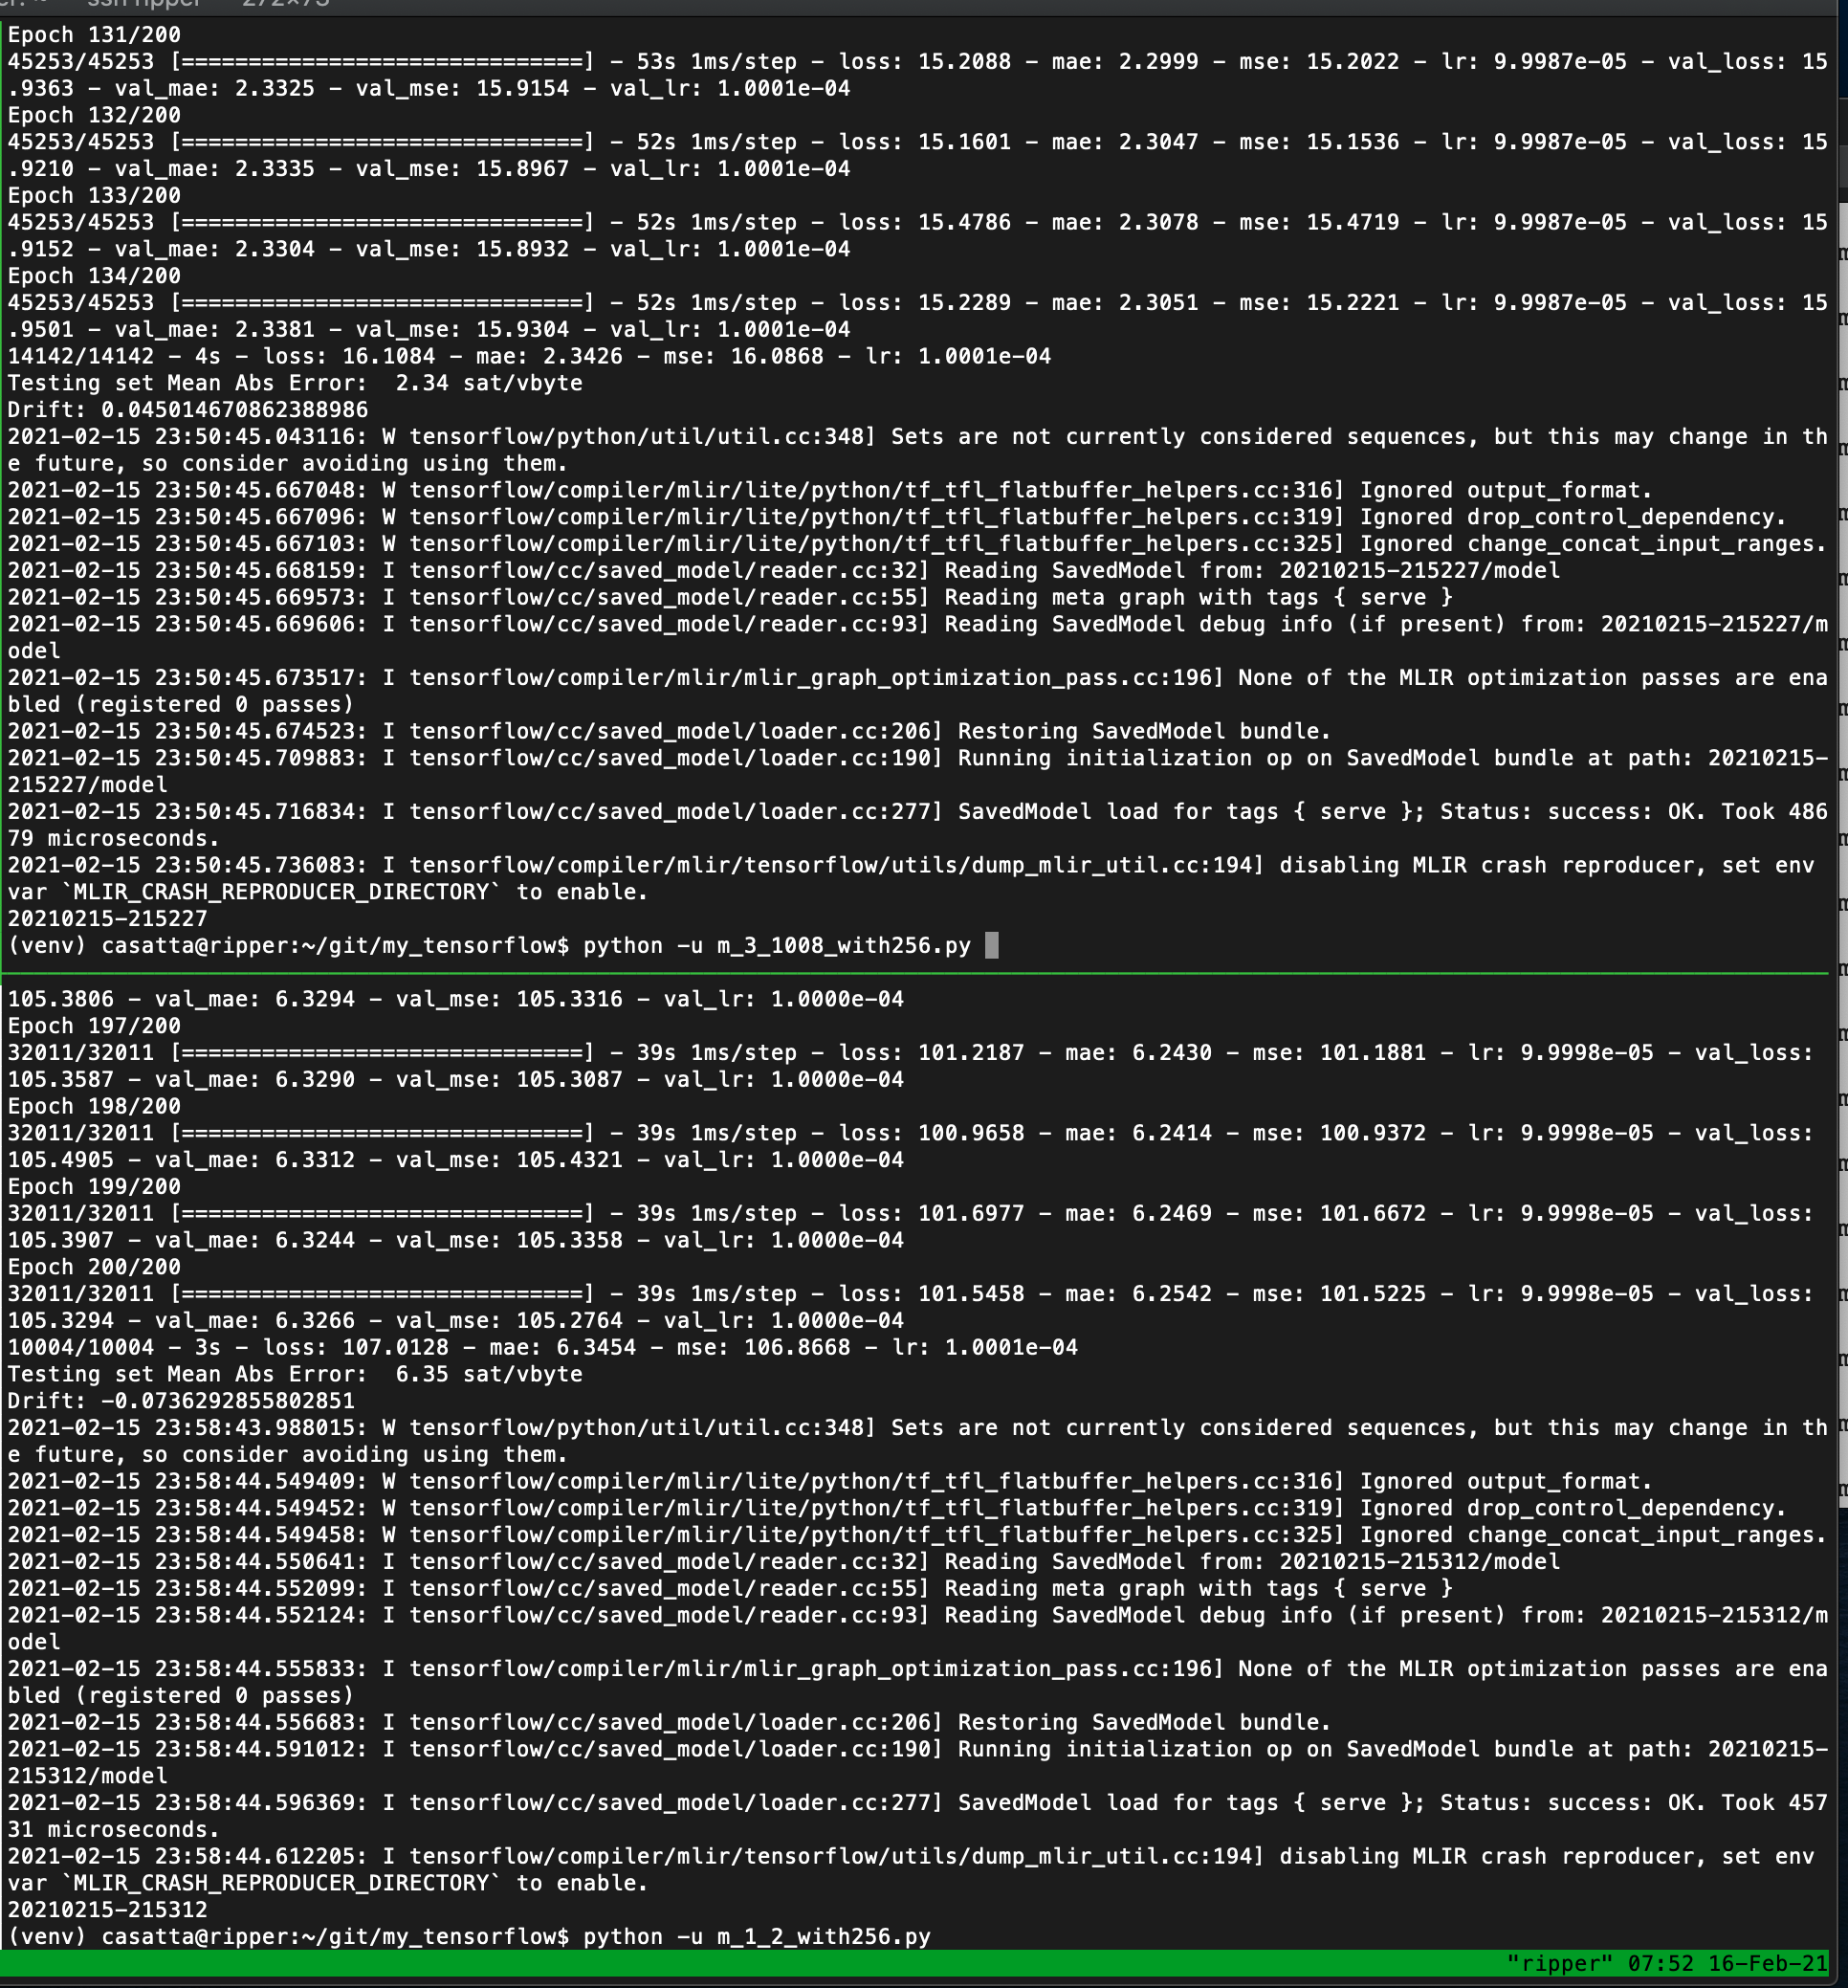 ssh ripper — 272×73
Epoch 131/200
45253/45253 [==============================] - 53s 1ms/step - loss: 15.2088 - mae: 2.2999 - mse: 15.2022 - lr: 9.9987e-05 - val_loss: 15
.9363 - val_mae: 2.3325 - val_mse: 15.9154 - val_lr: 1.0001e-04
Epoch 132/200
45253/45253 [==============================] - 52s 1ms/step - loss: 15.1601 - mae: 2.3047 - mse: 15.1536 - lr: 9.9987e-05 - val_loss: 15
.9210 - val_mae: 2.3335 - val_mse: 15.8967 - val_lr: 1.0001e-04
Epoch 133/200
45253/45253 [==============================] - 52s 1ms/step - loss: 15.4786 - mae: 2.3078 - mse: 15.4719 - lr: 9.9987e-05 - val_loss: 15
.9152 - val_mae: 2.3304 - val_mse: 15.8932 - val_lr: 1.0001e-04
Epoch 134/200
45253/45253 [==============================] - 52s 1ms/step - loss: 15.2289 - mae: 2.3051 - mse: 15.2221 - lr: 9.9987e-05 - val_loss: 15
.9501 - val_mae: 2.3381 - val_mse: 15.9304 - val_lr: 1.0001e-04
14142/14142 - 4s - loss: 16.1084 - mae: 2.3426 - mse: 16.0868 - lr: 1.0001e-04
Testing set Mean Abs Error:  2.34 sat/vbyte
Drift: 0.045014670862388986
2021-02-15 23:50:45.043116: W tensorflow/python/util/util.cc:348] Sets are not currently considered sequences, but this may change in th
e future, so consider avoiding using them.
2021-02-15 23:50:45.667048: W tensorflow/compiler/mlir/lite/python/tf_tfl_flatbuffer_helpers.cc:316] Ignored output_format.
2021-02-15 23:50:45.667096: W tensorflow/compiler/mlir/lite/python/tf_tfl_flatbuffer_helpers.cc:319] Ignored drop_control_dependency.
2021-02-15 23:50:45.667103: W tensorflow/compiler/mlir/lite/python/tf_tfl_flatbuffer_helpers.cc:325] Ignored change_concat_input_ranges.
2021-02-15 23:50:45.668159: I tensorflow/cc/saved_model/reader.cc:32] Reading SavedModel from: 20210215-215227/model
2021-02-15 23:50:45.669573: I tensorflow/cc/saved_model/reader.cc:55] Reading meta graph with tags { serve }
2021-02-15 23:50:45.669606: I tensorflow/cc/saved_model/reader.cc:93] Reading SavedModel debug info (if present) from: 20210215-215227/m
odel
2021-02-15 23:50:45.673517: I tensorflow/compiler/mlir/mlir_graph_optimization_pass.cc:196] None of the MLIR optimization passes are ena
bled (registered 0 passes)
2021-02-15 23:50:45.674523: I tensorflow/cc/saved_model/loader.cc:206] Restoring SavedModel bundle.
2021-02-15 23:50:45.709883: I tensorflow/cc/saved_model/loader.cc:190] Running initialization op on SavedModel bundle at path: 20210215-
215227/model
2021-02-15 23:50:45.716834: I tensorflow/cc/saved_model/loader.cc:277] SavedModel load for tags { serve }; Status: success: OK. Took 486
79 microseconds.
2021-02-15 23:50:45.736083: I tensorflow/compiler/mlir/tensorflow/utils/dump_mlir_util.cc:194] disabling MLIR crash reproducer, set env
var `MLIR_CRASH_REPRODUCER_DIRECTORY` to enable.
20210215-215227
(venv) casatta@ripper:~/git/my_tensorflow$ python -u m_3_1008_with256.py
105.3806 - val_mae: 6.3294 - val_mse: 105.3316 - val_lr: 1.0000e-04
Epoch 197/200
32011/32011 [==============================] - 39s 1ms/step - loss: 101.2187 - mae: 6.2430 - mse: 101.1881 - lr: 9.9998e-05 - val_loss:
105.3587 - val_mae: 6.3290 - val_mse: 105.3087 - val_lr: 1.0000e-04
Epoch 198/200
32011/32011 [==============================] - 39s 1ms/step - loss: 100.9658 - mae: 6.2414 - mse: 100.9372 - lr: 9.9998e-05 - val_loss:
105.4905 - val_mae: 6.3312 - val_mse: 105.4321 - val_lr: 1.0000e-04
Epoch 199/200
32011/32011 [==============================] - 39s 1ms/step - loss: 101.6977 - mae: 6.2469 - mse: 101.6672 - lr: 9.9998e-05 - val_loss:
105.3907 - val_mae: 6.3244 - val_mse: 105.3358 - val_lr: 1.0000e-04
Epoch 200/200
32011/32011 [==============================] - 39s 1ms/step - loss: 101.5458 - mae: 6.2542 - mse: 101.5225 - lr: 9.9998e-05 - val_loss:
105.3294 - val_mae: 6.3266 - val_mse: 105.2764 - val_lr: 1.0000e-04
10004/10004 - 3s - loss: 107.0128 - mae: 6.3454 - mse: 106.8668 - lr: 1.0001e-04
Testing set Mean Abs Error:  6.35 sat/vbyte
Drift: -0.0736292855802851
2021-02-15 23:58:43.988015: W tensorflow/python/util/util.cc:348] Sets are not currently considered sequences, but this may change in th
e future, so consider avoiding using them.
2021-02-15 23:58:44.549409: W tensorflow/compiler/mlir/lite/python/tf_tfl_flatbuffer_helpers.cc:316] Ignored output_format.
2021-02-15 23:58:44.549452: W tensorflow/compiler/mlir/lite/python/tf_tfl_flatbuffer_helpers.cc:319] Ignored drop_control_dependency.
2021-02-15 23:58:44.549458: W tensorflow/compiler/mlir/lite/python/tf_tfl_flatbuffer_helpers.cc:325] Ignored change_concat_input_ranges.
2021-02-15 23:58:44.550641: I tensorflow/cc/saved_model/reader.cc:32] Reading SavedModel from: 20210215-215312/model
2021-02-15 23:58:44.552099: I tensorflow/cc/saved_model/reader.cc:55] Reading meta graph with tags { serve }
2021-02-15 23:58:44.552124: I tensorflow/cc/saved_model/reader.cc:93] Reading SavedModel debug info (if present) from: 20210215-215312/m
odel
2021-02-15 23:58:44.555833: I tensorflow/compiler/mlir/mlir_graph_optimization_pass.cc:196] None of the MLIR optimization passes are ena
bled (registered 0 passes)
2021-02-15 23:58:44.556683: I tensorflow/cc/saved_model/loader.cc:206] Restoring SavedModel bundle.
2021-02-15 23:58:44.591012: I tensorflow/cc/saved_model/loader.cc:190] Running initialization op on SavedModel bundle at path: 20210215-
215312/model
2021-02-15 23:58:44.596369: I tensorflow/cc/saved_model/loader.cc:277] SavedModel load for tags { serve }; Status: success: OK. Took 457
31 microseconds.
2021-02-15 23:58:44.612205: I tensorflow/compiler/mlir/tensorflow/utils/dump_mlir_util.cc:194] disabling MLIR crash reproducer, set env
var `MLIR_CRASH_REPRODUCER_DIRECTORY` to enable.
20210215-215312
(venv) casatta@ripper:~/git/my_tensorflow$ python -u m_1_2_with256.py
"ripper" 07:52 16-Feb-21